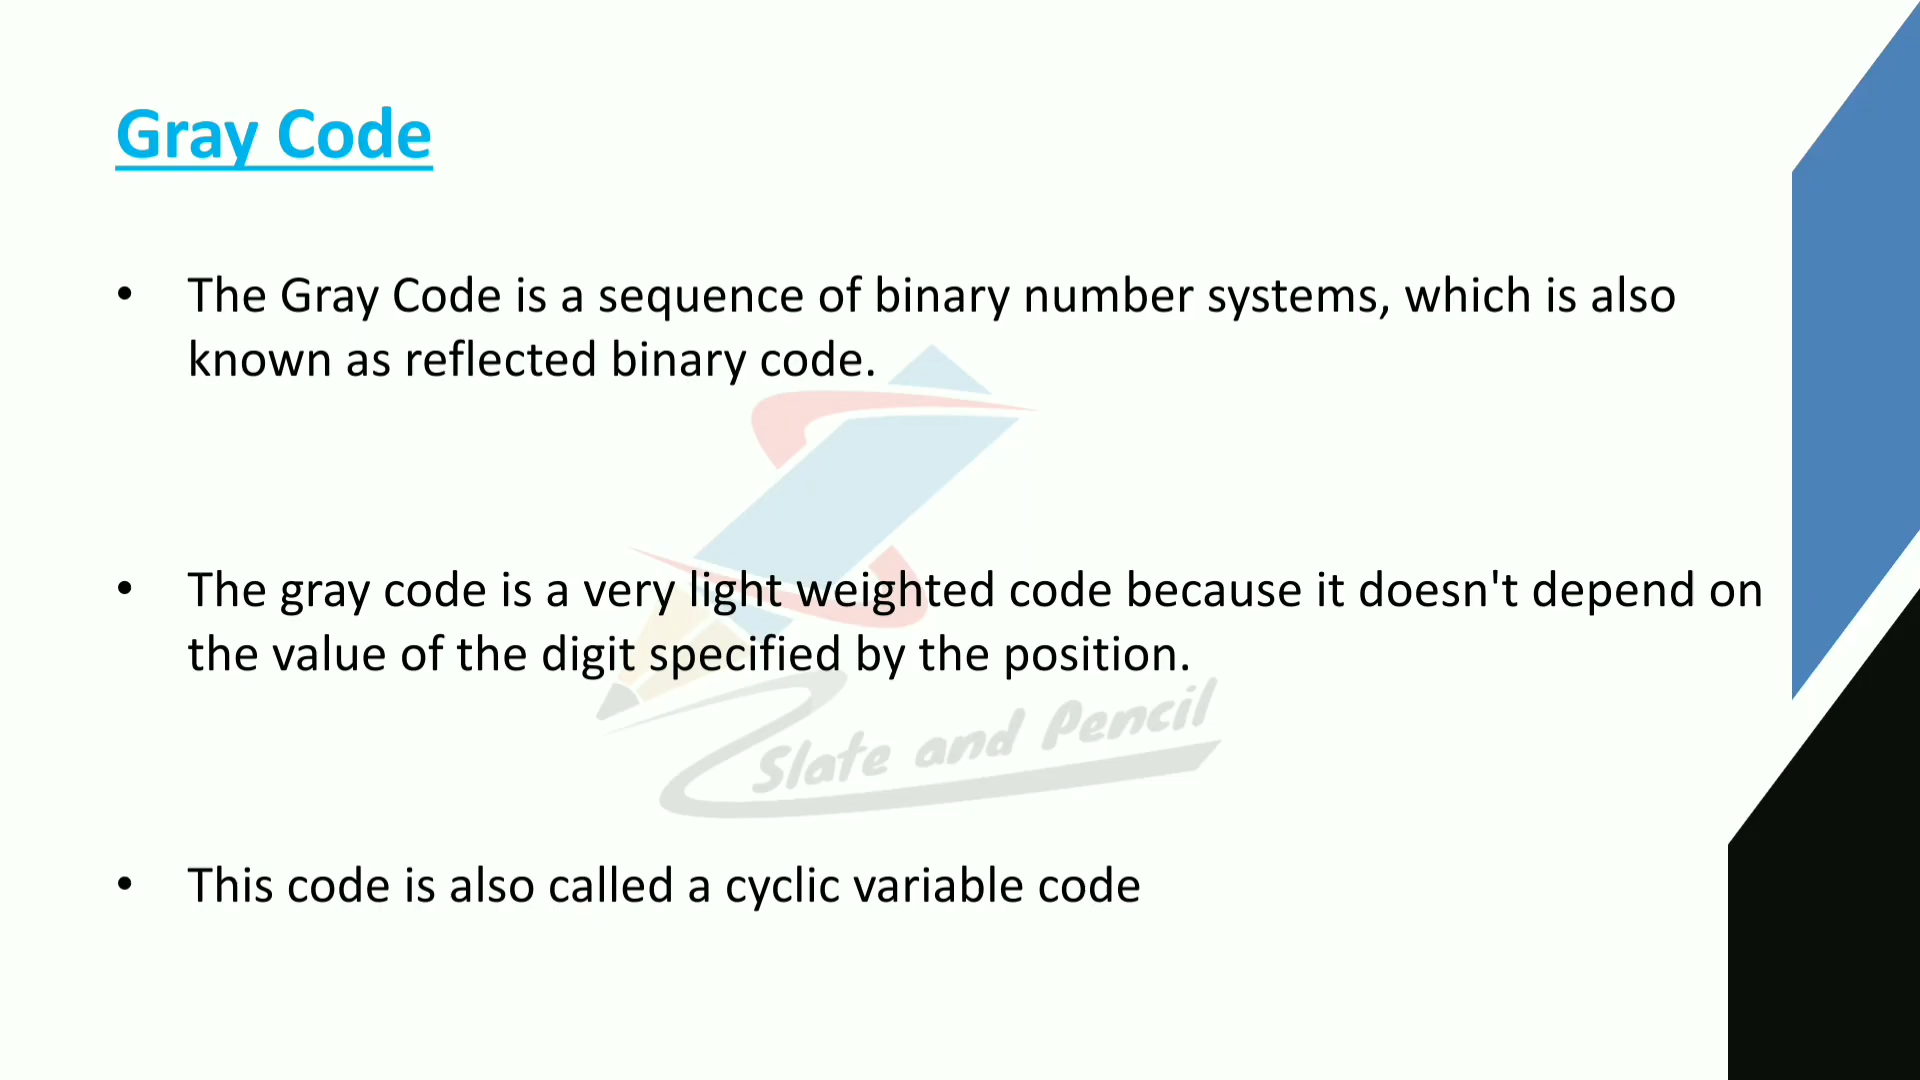 Gray Code
• The Gray Code is a sequence of binary number systems, which is also
known as reflected binary code.
• The gray code is a very light weighted code because it doesn't depend on
the value of the digit specified by the position.
Slate and Pencil
• This code is also called a cyclic variable code